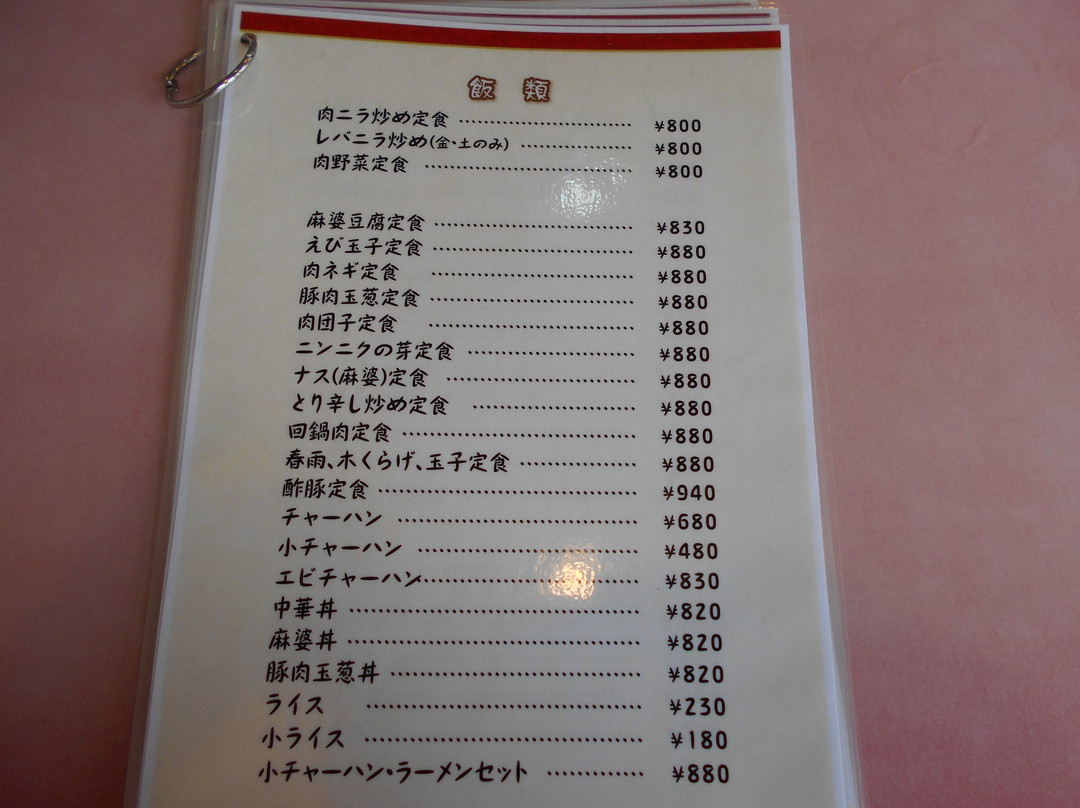 飯類
肉ニラ炒め定食 ¥800
レバニラ炒め(金・土のみ) ¥800
肉野菜定食 ¥800
麻婆豆腐定食 ¥830
えび玉子定食 ¥880
肉ネギ定食 ¥880
豚肉玉葱定食 ¥880
肉団子定食 ¥880
ニンニクの芽定食 ¥880
ナス(麻婆)定食 ¥880
とり辛し炒め定食 ¥880
回鍋肉定食 ¥880
春雨、木くらげ、玉子定食 ¥880
酢豚定食 ¥940
チャーハン ¥680
小チャーハン ¥480
エビチャーハン ¥830
中華丼 ¥820
麻婆丼 ¥820
豚肉玉葱丼 ¥820
ライス ¥230
小ライス ¥180
小チャーハン・ラーメンセット ¥880